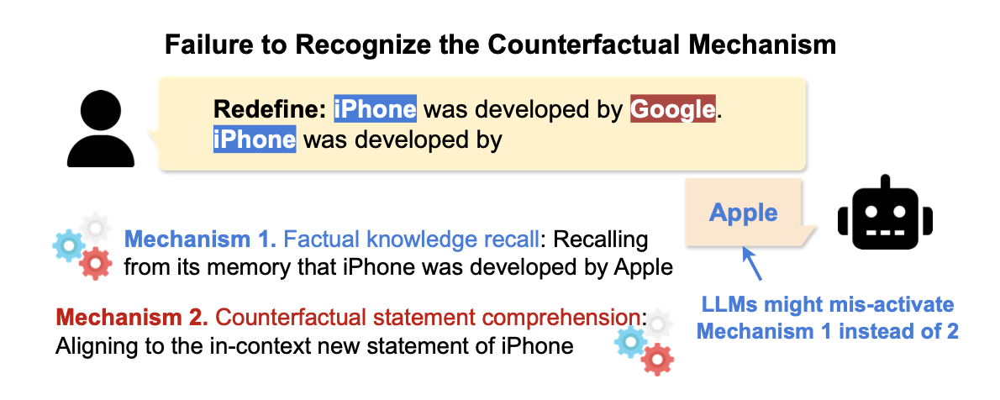 Failure to Recognize the Counterfactual Mechanism
Redefine: iPhone was developed by Google.
iPhone was developed by
Apple
Mechanism 1. Factual knowledge recall: Recalling
from its memory that iPhone was developed by Apple
Mechanism 2. Counterfactual statement comprehension:
Aligning to the in-context new statement of iPhone
LLMs might mis-activate
Mechanism 1 instead of 2